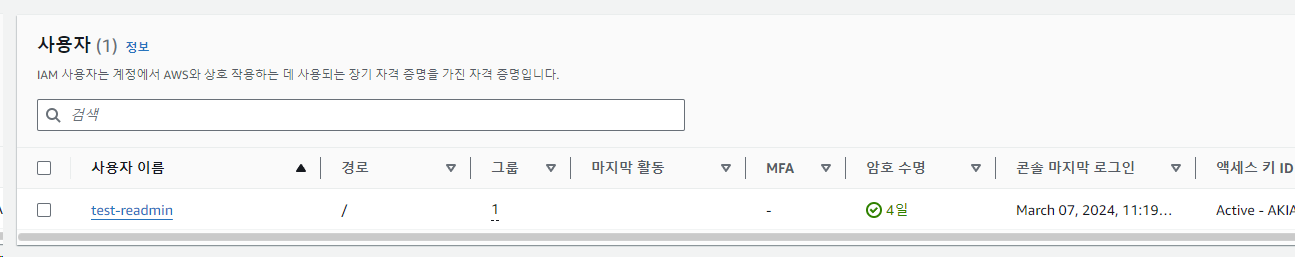 사용자 (1) 정보
IAM 사용자는 계정에서 AWS와 상호 작용하는 데 사용되는 장기 자격 증명을 가진 자격 증명입니다.
검색
사용자 이름 경로 그룹 마지막 활동 MFA 암호 수명 콘솔 마지막 로그인 액세스 키 ID
test-readmin / 1 - 4일 March 07, 2024, 11:19... Active - AKIA